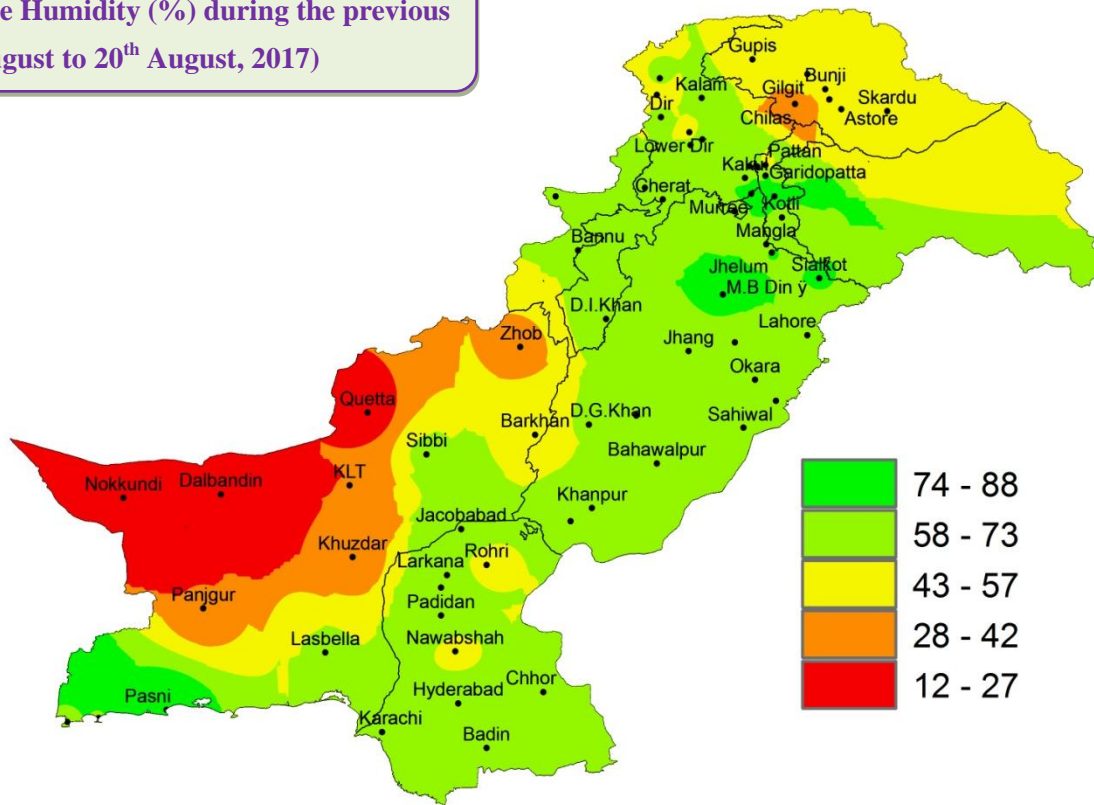 e Humidity (%) during the previous
gust to 20th August, 2017)
Gupis
Bunji
Gilgit
Kalam
Skardu
Dir
Chilas
Astore
Lower Dir
Pattan
Garidopatta
Cherat
Murree
Kotli
Mangla
Bannu
Jhelum
Sialkot
M.B Din ÿ
D.I.Khan
Lahore
Zhob
Jhang
Okara
Quetta
D.G.Khan
Sahiwal
Barkhan
Sibbi
Bahawalpur
Nokkundi
Dalbandin
KLT
Khanpur
Jacobabad
Khuzdar
Rohri
Larkana
Panjgur
Padidan
Lasbella
Nawabshah
Pasni
Hyderabad
Chhor
Karachi
Badin
74 - 88
58 - 73
43 - 57
28 - 42
12 - 27